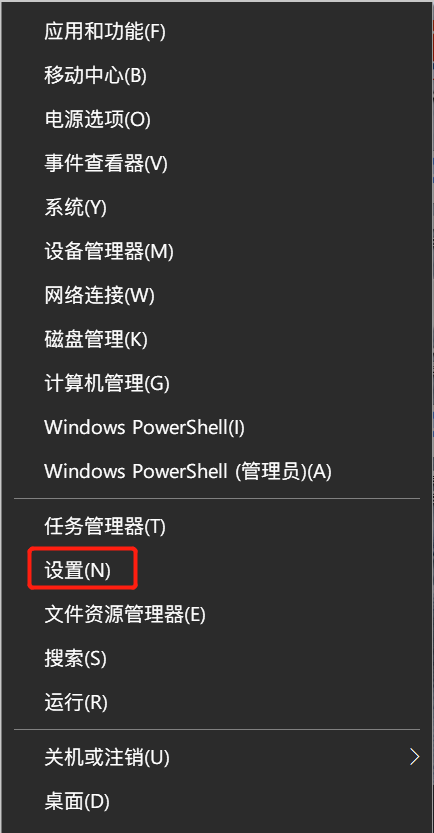 应用和功能(F)
移动中心(B)
电源选项(O)
事件查看器(V)
系统(Y)
设备管理器(M)
网络连接(W)
磁盘管理(K)
计算机管理(G)
Windows PowerShell(I)
Windows PowerShell (管理员)(A)
任务管理器(T)
设置(N)
文件资源管理器(E)
搜索(S)
运行(R)
关机或注销(U)
桌面(D)